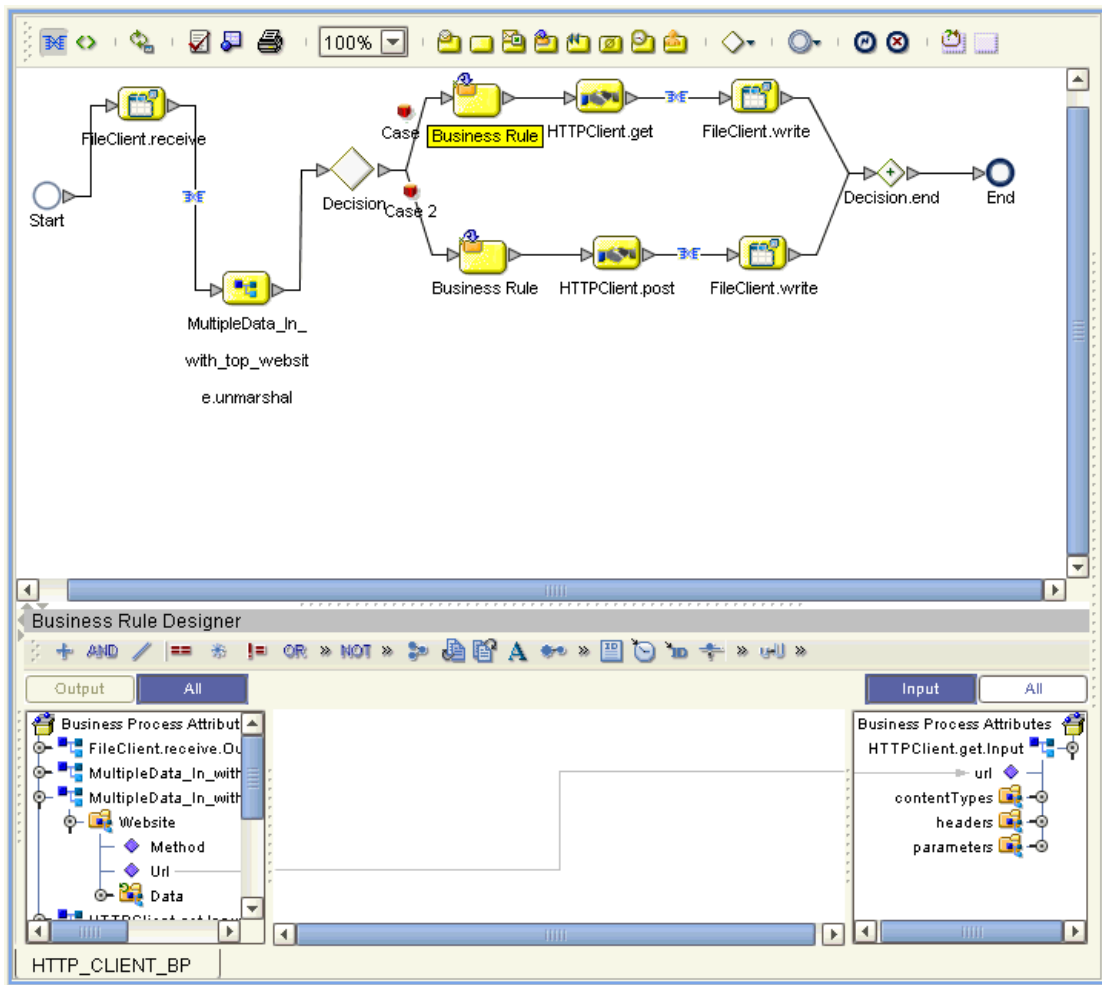 100%
Case
Business Rule
HTTPClient.get
FileClient.write
FileClient.receive
Start
Decision
Case 2
Decision.end
End
Business Rule
HTTPClient.post
FileClient.write
MultipleData_In_
with_top_websit
e.unmarshal
Business Rule Designer
AND
==
!=
OR
»
NOT
»
A
»
ID
ID
»
»
Output
All
Input
All
Business Process Attribut
FileClient.receive.Ou
MultipleData_In_with
MultipleData_In_with
Website
Method
Url
Data
Business Process Attributes
HTTPClient.get.Input
url
contentTypes
headers
parameters
HTTP_CLIENT_BP